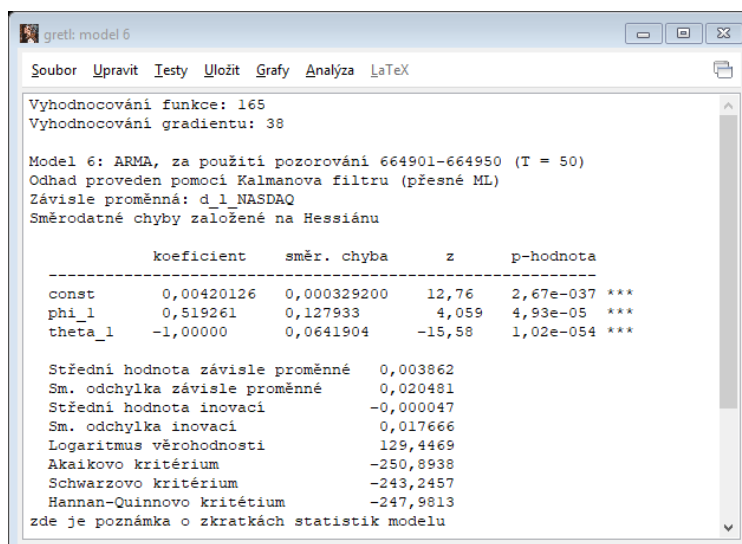 gretl: model 6
Soubor Upravit Testy Uložit Grafy Analýza LaTeX
Vyhodnocování funkce: 165
Vyhodnocování gradientu: 38
Model 6: ARMA, za použití pozorování 664901-664950 (T = 50)
Odhad proveden pomocí Kalmanova filtru (přesné ML)
Závisle proměnná: d_l_NASDAQ
Směrodatné chyby založené na Hessiánu
koeficient směr. chyba z p-hodnota
-------------------------------------------------------------
const 0,00420126 0,000329200 12,76 2,67e-037 ***
phi_1 0,519261 0,127933 4,059 4,93e-05 ***
theta_1 −1,00000 0,0641904 −15,58 1,02e-054 ***
Střední hodnota závisle proměnné 0,003862
Sm. odchylka závisle proměnné 0,020481
Střední hodnota inovací −0,000047
Sm. odchylka inovací 0,017666
Logaritmus věrohodnosti 129,4469
Akaikovo kritérium −250,8938
Schwarzovo kritérium −243,2457
Hannan-Quinnovo kritétium −247,9813
zde je poznámka o zkratkách statistik modelu